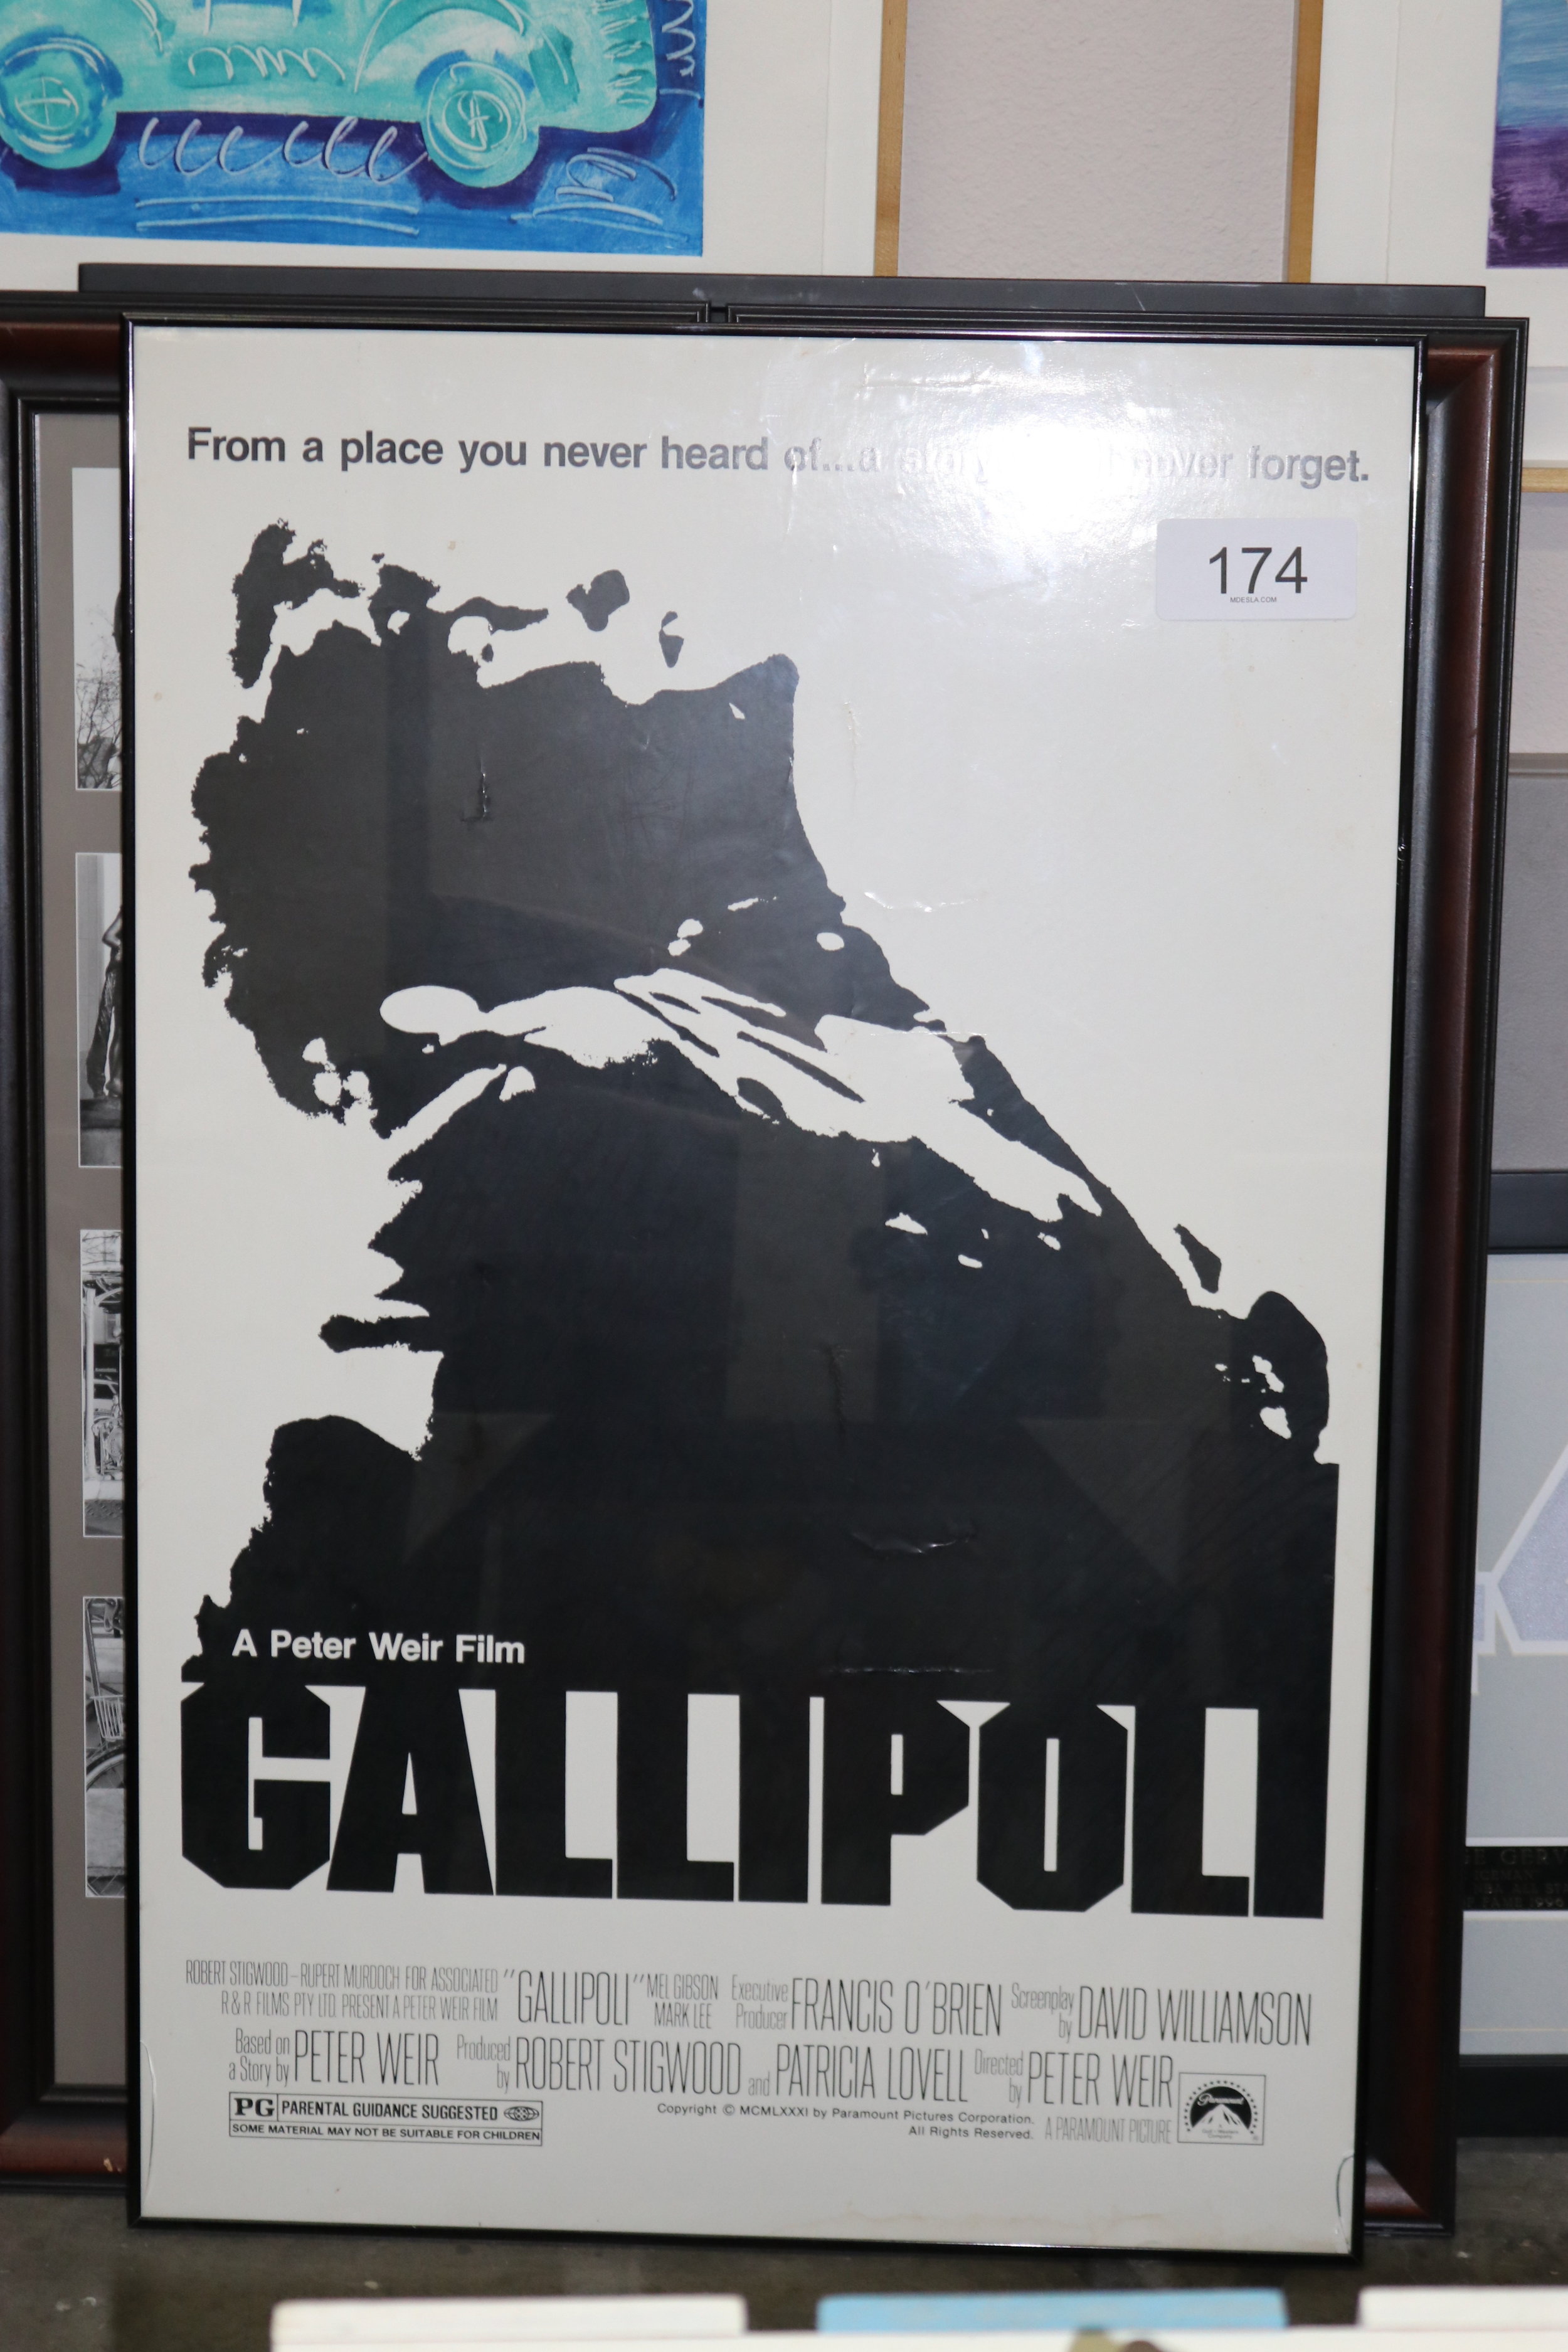 From a place you never heard of...a story never forget.
174
MDESLA.COM
A Peter Weir Film
GALLIPOLI
ROBERT STIGWOOD–RUPERT MURDOCH FOR ASSOCIATED
R & R FILMS PTY LTD. PRESENT A PETER WEIR FILM
"GALLIPOLI"
MEL GIBSON
MARK LEE
Executive
Producer
FRANCIS O'BRIEN
Screenplay
by
DAVID WILLIAMSON
Based on
a Story by
PETER WEIR
Produced
by
ROBERT STIGWOOD and PATRICIA LOVELL
Directed
by
PETER WEIR
PG PARENTAL GUIDANCE SUGGESTED
SOME MATERIAL MAY NOT BE SUITABLE FOR CHILDREN
Copyright © MCMLXXXI by Paramount Pictures Corporation.
All Rights Reserved.
A PARAMOUNT PICTURE
Paramount